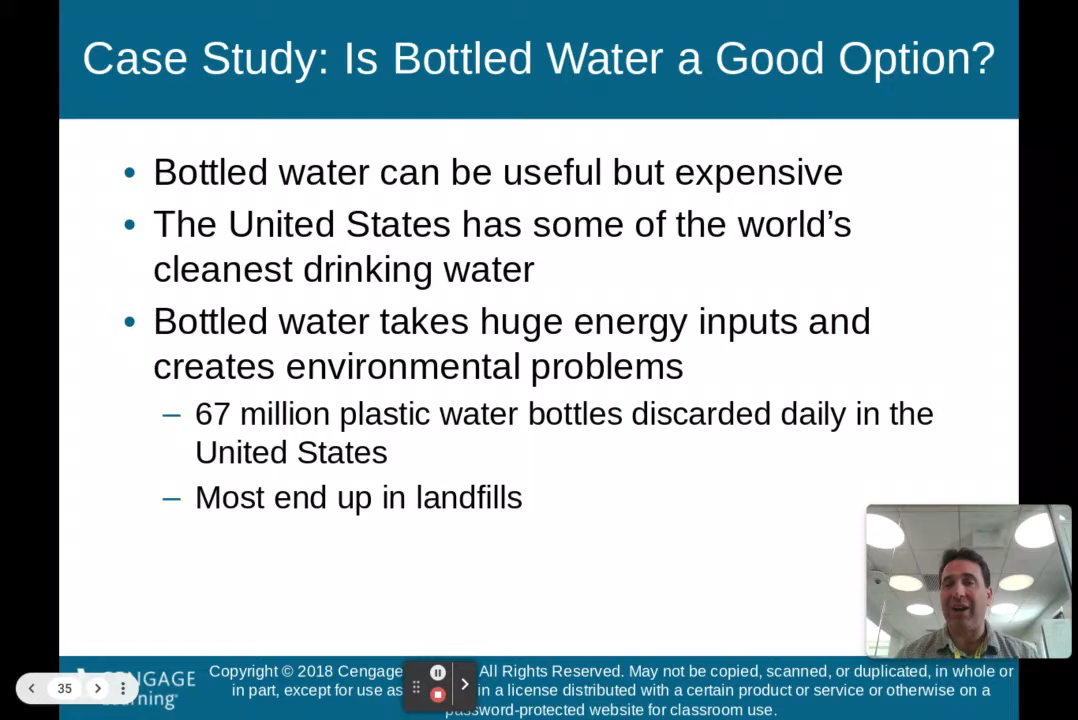 Case Study: Is Bottled Water a Good Option?
• Bottled water can be useful but expensive
• The United States has some of the world’s
cleanest drinking water
• Bottled water takes huge energy inputs and
creates environmental problems
– 67 million plastic water bottles discarded daily in the
United States
– Most end up in landfills
CENGAGE
Learning®
Copyright © 2018 Cengage All Rights Reserved. May not be copied, scanned, or duplicated, in whole or
in part, except for use as in a license distributed with a certain product or service or otherwise on a
password-protected website for classroom use.
35